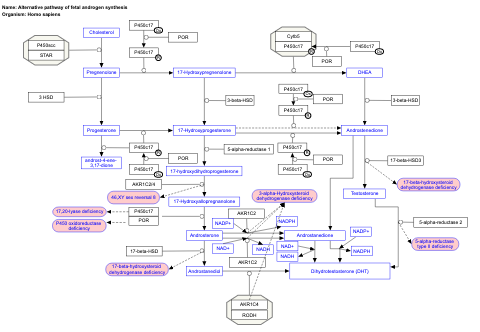 Name: Alternative pathway of fetal androgen synthesis
Organism: Homo sapiens
Cholesterol
P450c17
POR
P450scc
STAR
Cytb5
P450c17
P450c17
POR
Pregnenolone
17-Hydroxypregnenolone
DHEA
3 HSD
3-beta-HSD
P450c17
POR
P450c17
3-beta-HSD
Progesterone
17-Hydroxyprogesterone
Androstenedione
P450c17
POR
P450c17
5-alpha-reductase 1
P450c17
POR
P450c17
17-beta-HSD3
androst-4-ene-
3,17-dione
17-hydroxydihydroprogesterone
AKR1C2/4
17-beta-hydroxysteroid
dehydrogenase deficiency
46,XY sex reversal 8
17-Hydroxyallopregnanolone
3-alpha-Hydroxysteroid
dehydrogenase deficiency
Testosterone
17,20-lyase deficiency
P450 oxidoreductase
deficiency
P450c17
POR
AKR1C2
NADP+
NADPH
5-alpha-reductase 2
Androsterone
Androstanedione
NADP+
NADPH
5-alpha-reductase
type II deficiency
17-beta-HSD
NAD+
NADH
NAD+
NADH
AKR1C2
17-beta-hydroxysteroid
dehydrogenase deficiency
Androstanediol
Dihydrotestosterone (DHT)
AKR1C4
RODH